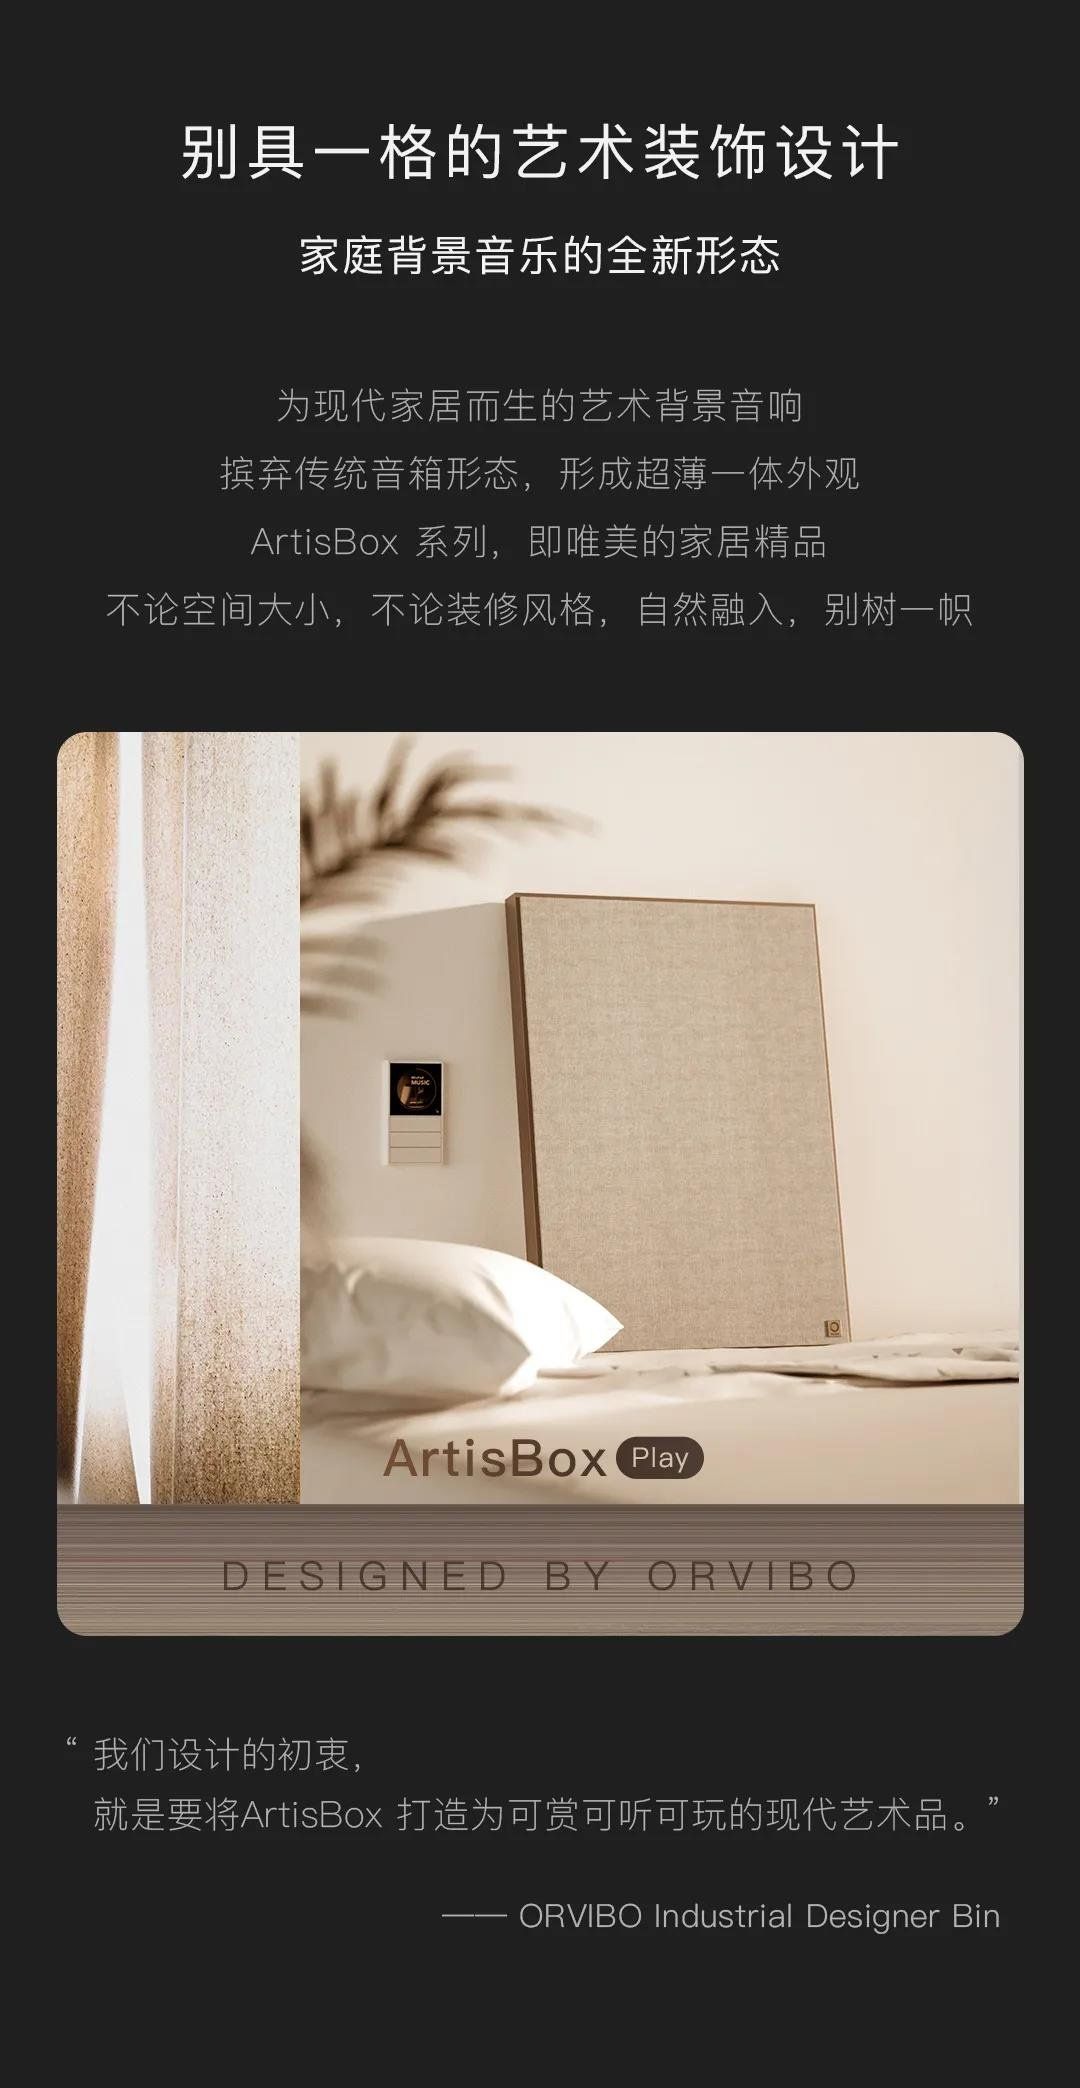 别具一格的艺术装饰设计
家庭背景音乐的全新形态
为现代家居而生的艺术背景音响
摈弃传统音箱形态，形成超薄一体外观
ArtisBox 系列，即唯美的家居精品
不论空间大小，不论装修风格，自然融入，别树一帜
MUSIC
ArtisBox Play
DESIGNED BY ORVIBO
“ 我们设计的初衷，
就是要将ArtisBox 打造为可赏可听可玩的现代艺术品。”
—— ORVIBO Industrial Designer Bin